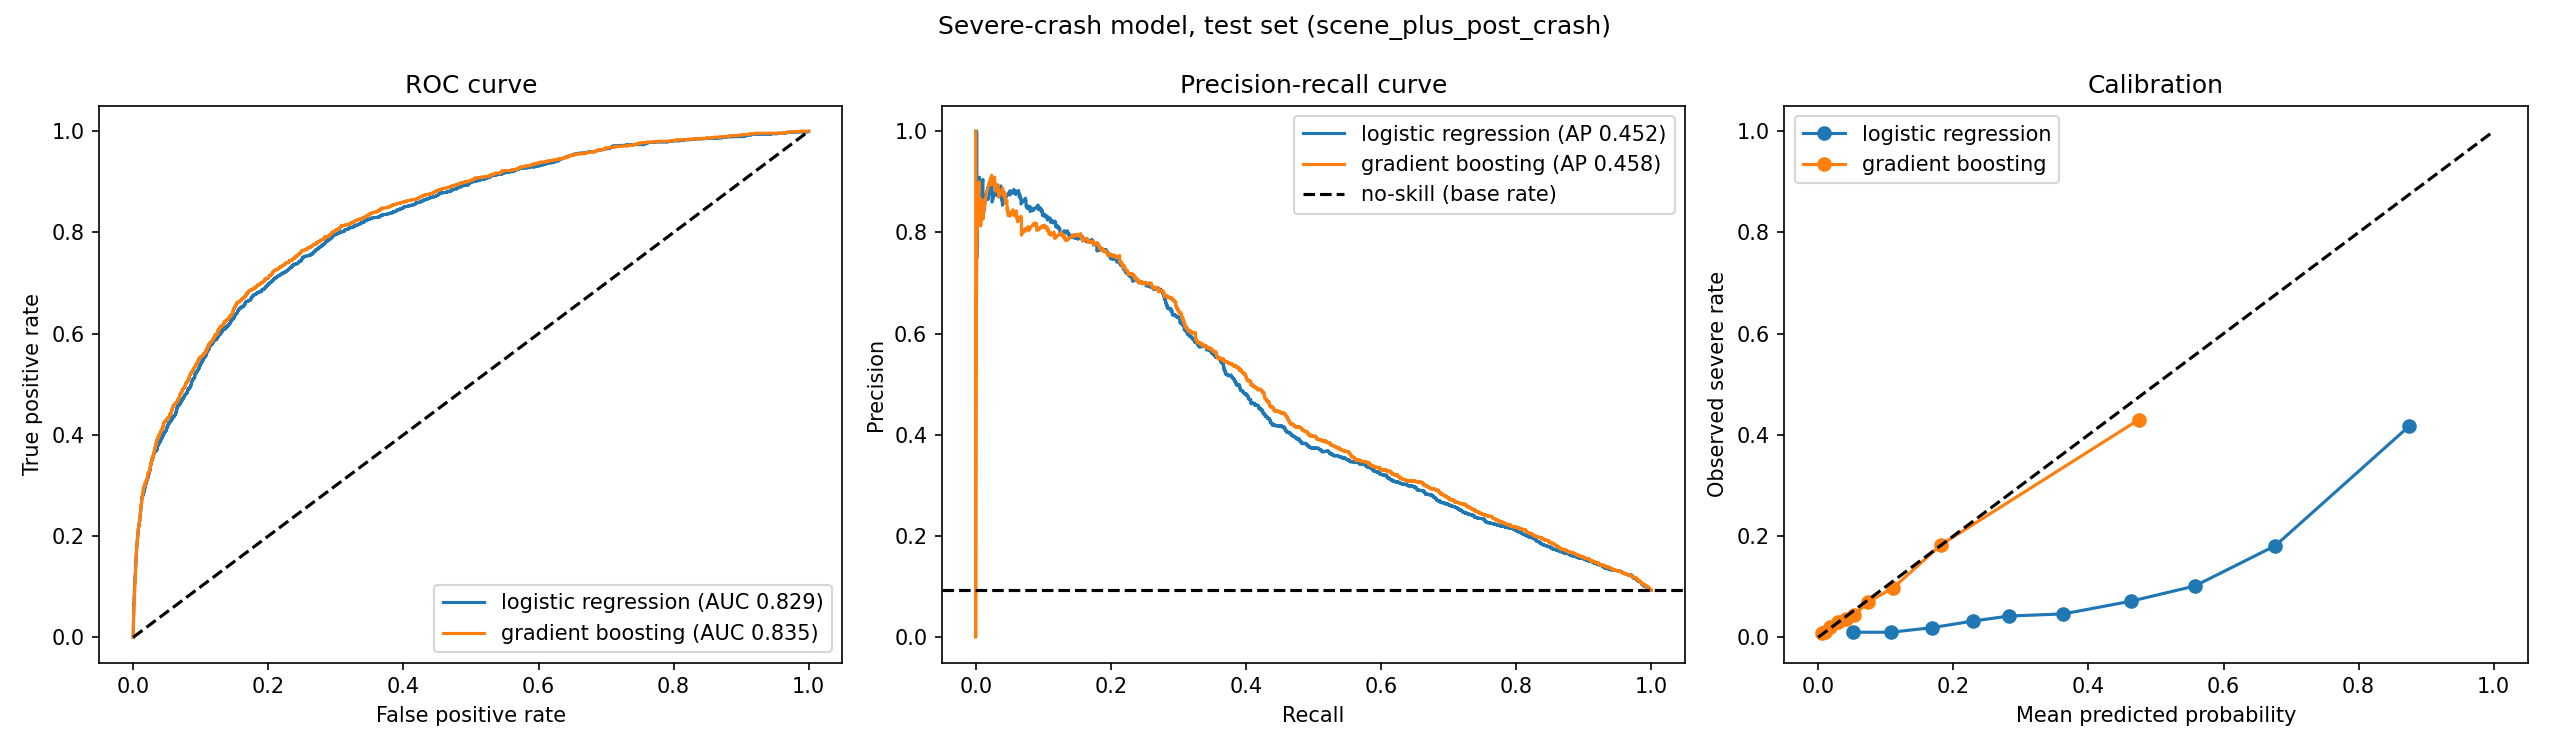 Severe-crash model, test set (scene_plus_post_crash)
ROC curve
True positive rate
1.0
0.8
0.6
0.4
0.2
0.0
logistic regression (AUC 0.829)
gradient boosting (AUC 0.835)
0.0 0.2 0.4 0.6 0.8 1.0
False positive rate
Precision-recall curve
Precision
1.0
0.8
0.6
0.4
0.2
0.0
logistic regression (AP 0.452)
gradient boosting (AP 0.458)
no-skill (base rate)
0.0 0.2 0.4 0.6 0.8 1.0
Recall
Calibration
Observed severe rate
1.0
0.8
0.6
0.4
0.2
0.0
logistic regression
gradient boosting
0.0 0.2 0.4 0.6 0.8 1.0
Mean predicted probability